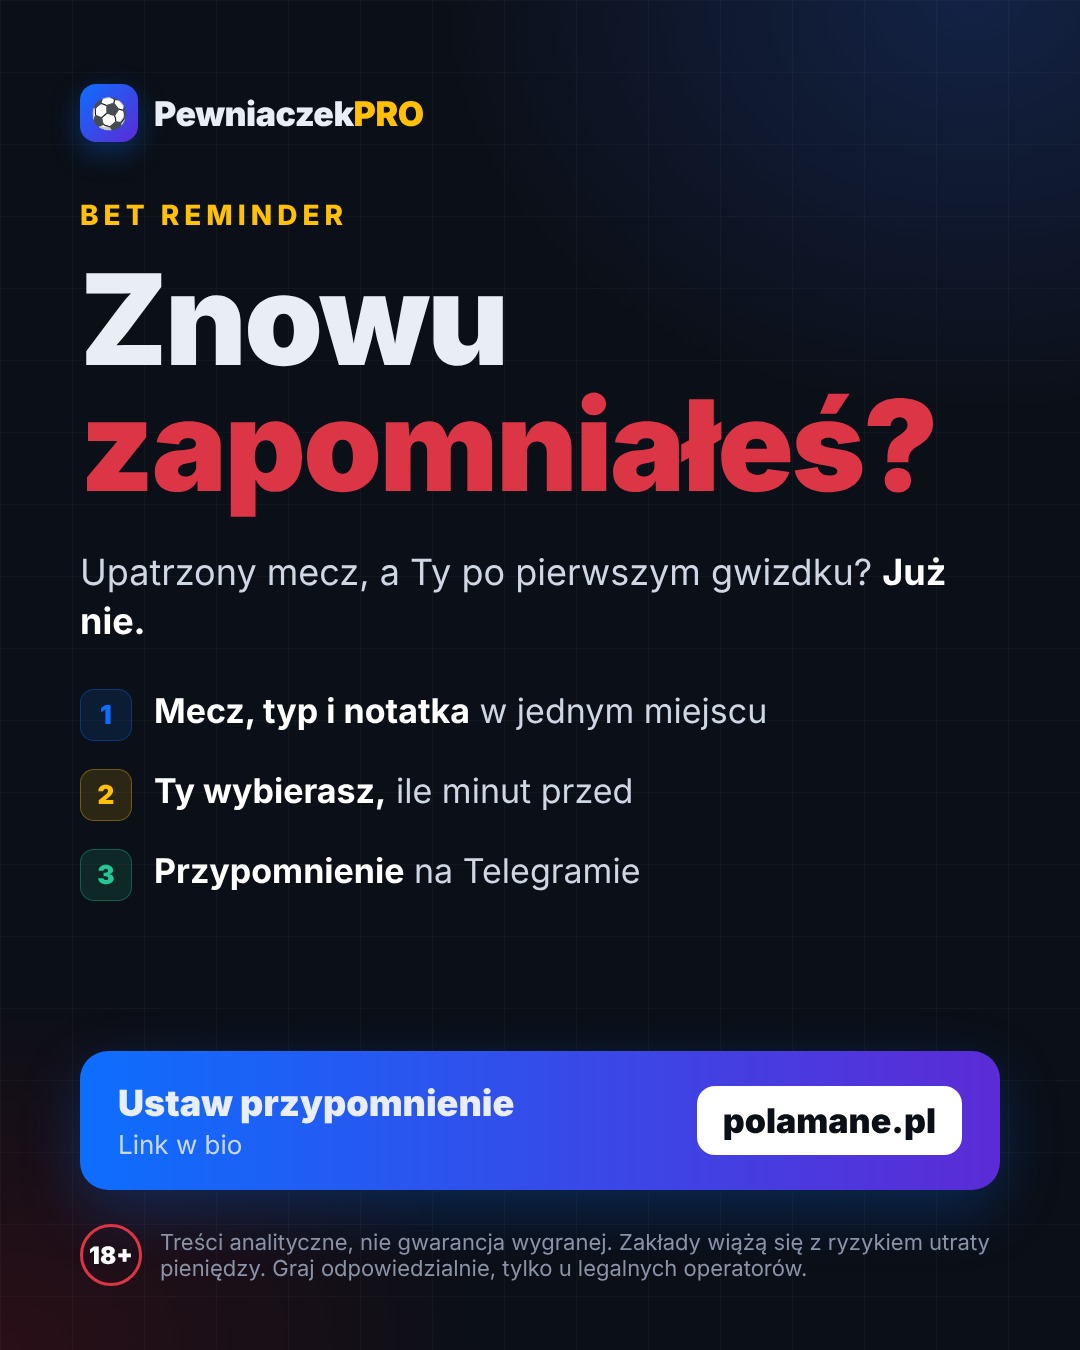 PewniaczekPRO
BET REMINDER
Znowu
zapomniałeś?
Upatrzony mecz, a Ty po pierwszym gwizdku? Już
nie.
1 Mecz, typ i notatka w jednym miejscu
2 Ty wybierasz, ile minut przed
3 Przypomnienie na Telegramie
Ustaw przypomnienie
Link w bio
polamane.pl
18+ Treści analityczne, nie gwarancja wygranej. Zakłady wiążą się z ryzykiem utraty
pieniędzy. Graj odpowiedzialnie, tylko u legalnych operatorów.